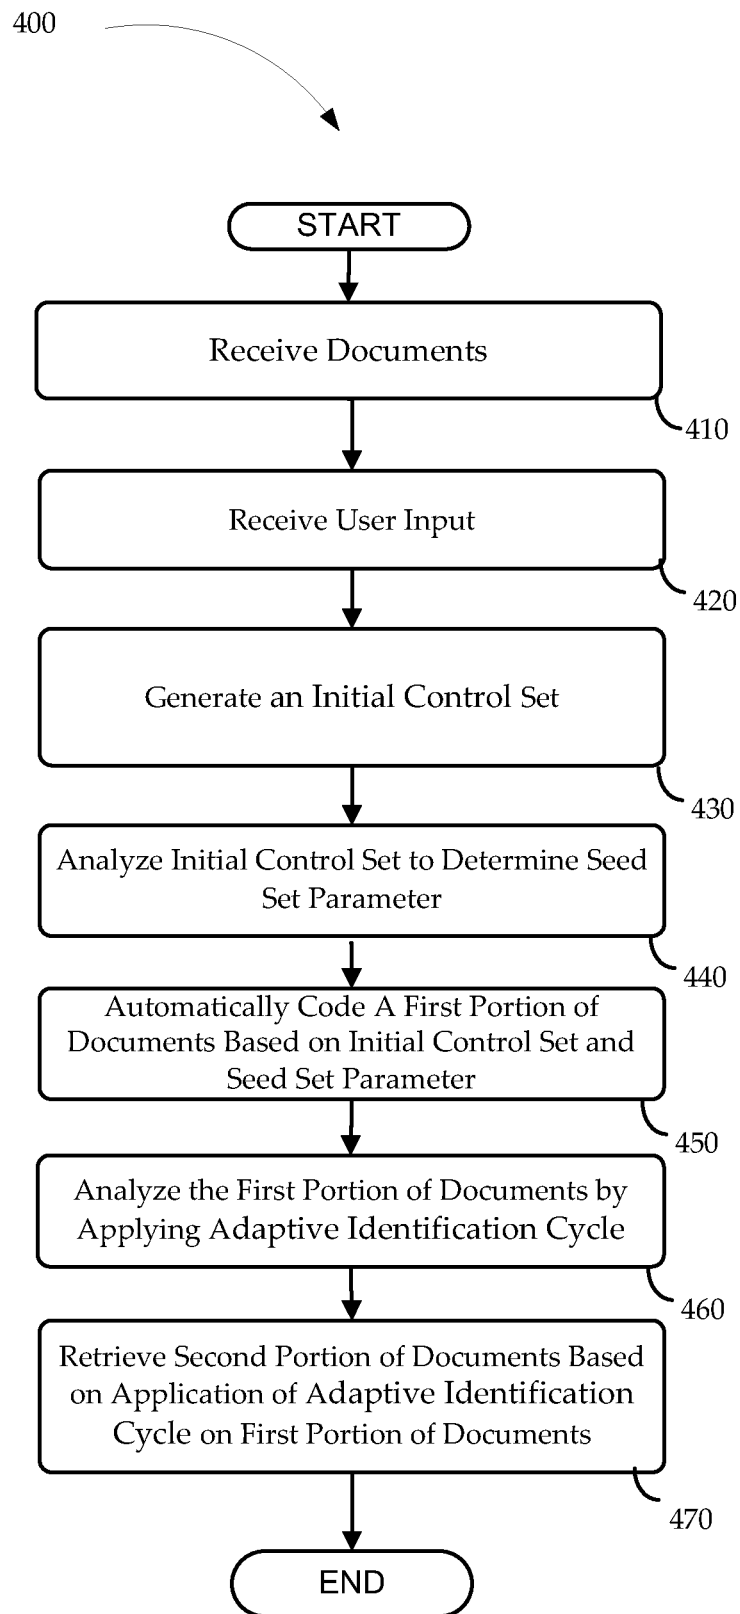 400
START
Receive Documents
410
Receive User Input
420
Generate an Initial Control Set
430
Analyze Initial Control Set to Determine Seed
Set Parameter
440
Automatically Code A First Portion of
Documents Based on Initial Control Set and
Seed Set Parameter
450
Analyze the First Portion of Documents by
Applying Adaptive Identification Cycle
460
Retrieve Second Portion of Documents Based
on Application of Adaptive Identification
Cycle on First Portion of Documents
470
END